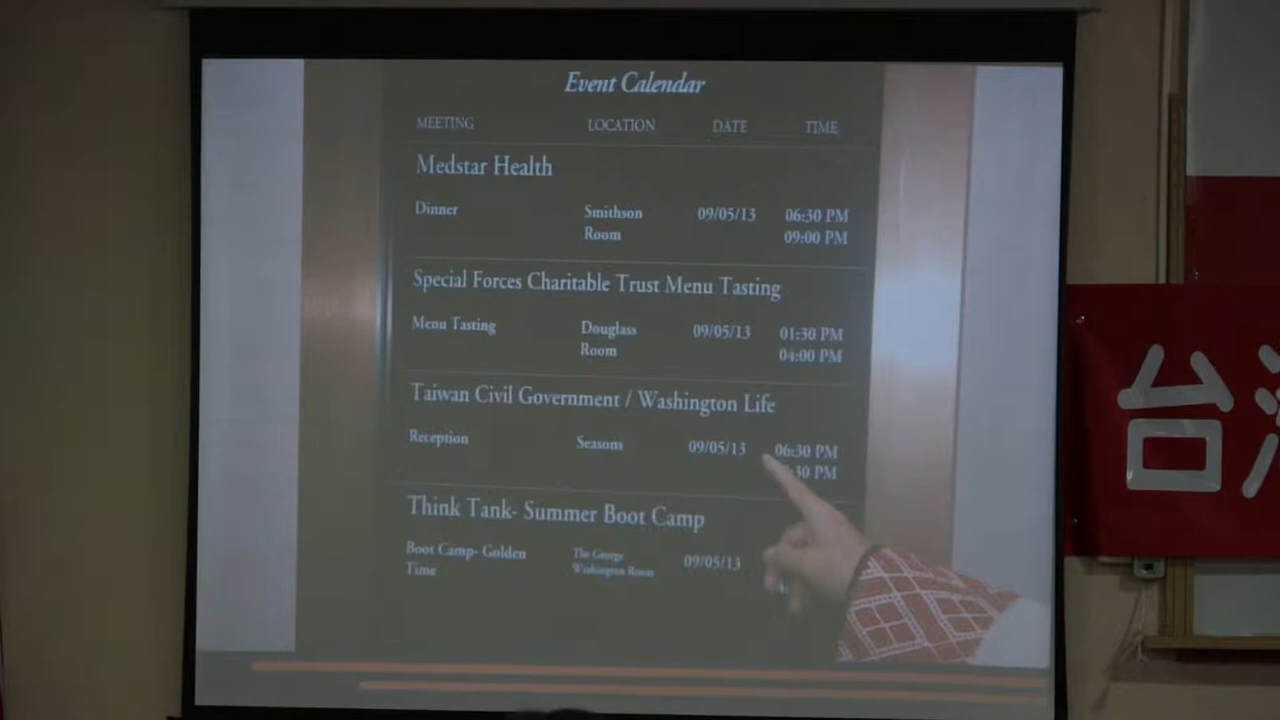 Event Calendar
MEETING LOCATION DATE TIME
Medstar Health
Dinner Smithson 09/05/13 06:30 PM
Room 09:00 PM
Special Forces Charitable Trust Menu Tasting
Menu Tasting Douglass 09/05/13 01:30 PM
Room 04:00 PM
Taiwan Civil Government / Washington Life
Reception Seasons 09/05/13 06:30 PM
:30 PM
Think Tank- Summer Boot Camp
Boot Camp- Golden The George 09/05/13
Time Washington Room
台